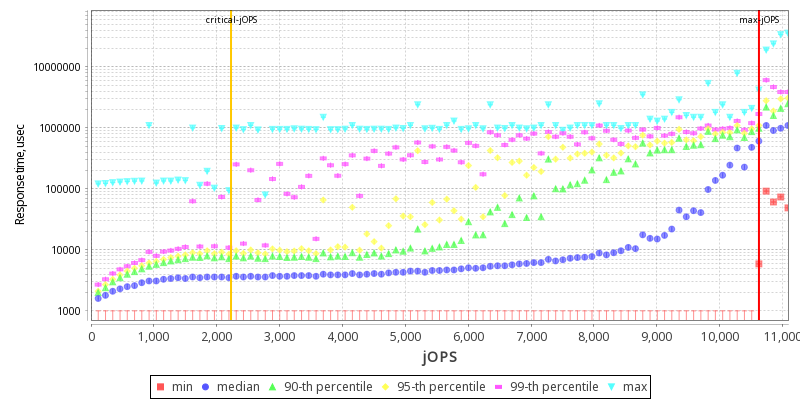 critical-jOPS max-jOPS
10000000
1000000
100000
10000
1000
Response time, usec
0 1,000 2,000 3,000 4,000 5,000 6,000 7,000 8,000 9,000 10,000 11,000
jOPS
min median 90-th percentile 95-th percentile 99-th percentile max